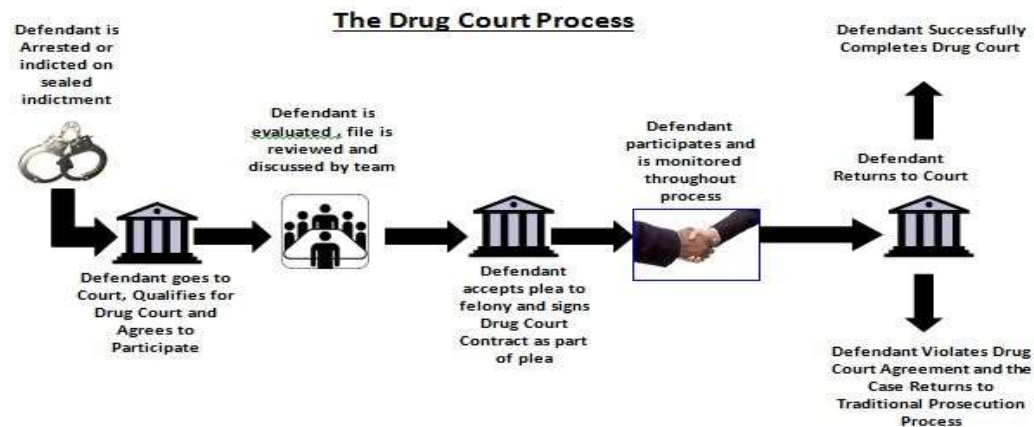 The Drug Court Process
Defendant is
Arrested or
indicted on
sealed
indictment
Defendant goes to
Court, Qualifies for
Drug Court and
Agrees to
Participate
Defendant is
evaluated , file is
reviewed and
discussed by team
Defendant
accepts plea to
felony and signs
Drug Court
Contract as part
of plea
Defendant
participates and
is monitored
throughout
process
Defendant
Returns to Court
Defendant Successfully
Completes Drug Court
Defendant Violates Drug
Court Agreement and the
Case Returns to
Traditional Prosecution
Process